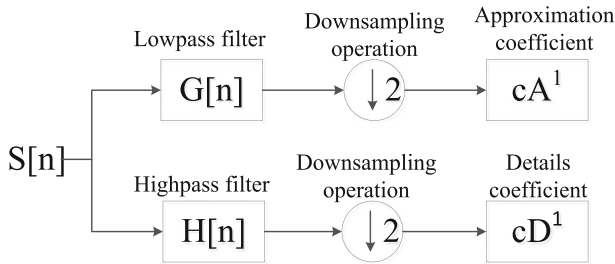 Lowpass filter
Downsampling
operation
Approximation
coefficient
G[n]
↓2
cA¹
S[n]
Highpass filter
Downsampling
operation
Details
coefficient
H[n]
↓2
cD¹